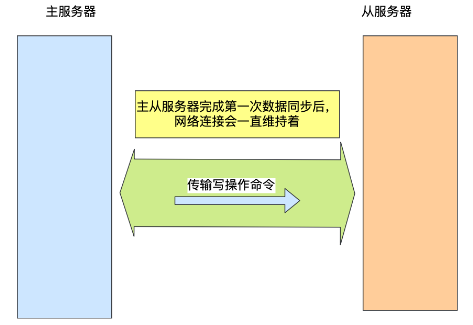 主服务器
从服务器
主从服务器完成第一次数据同步后，
网络连接会一直维持着
传输写操作命令